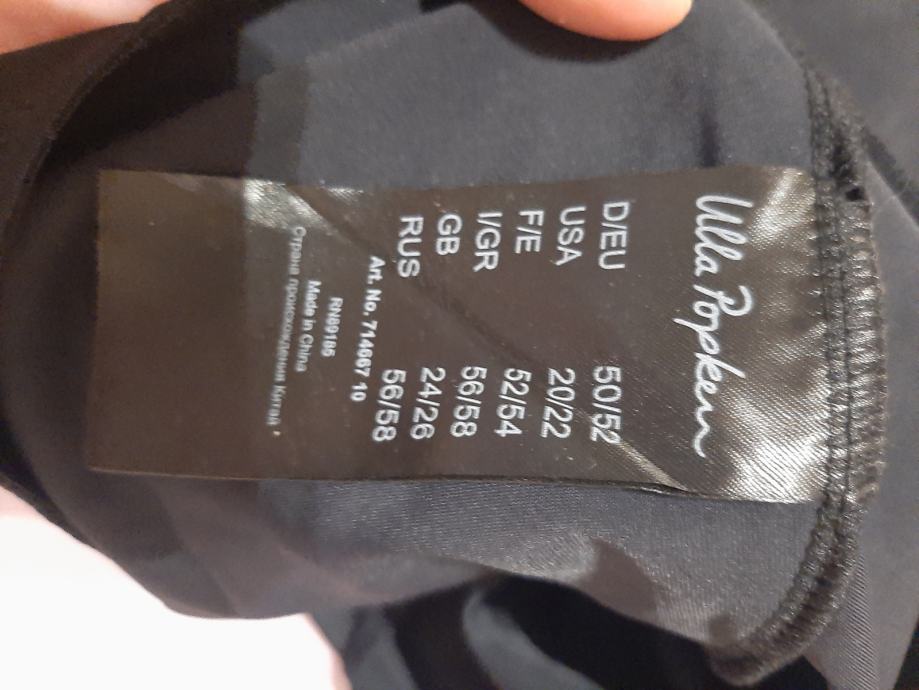 Ulla Popken
D/EU 50/52
USA 20/22
F/E 52/54
I/GR 56/58
GB 24/26
RUS 56/58
Art. No. 714667 10
RN89185
Made in China
Страна происхождения Китай